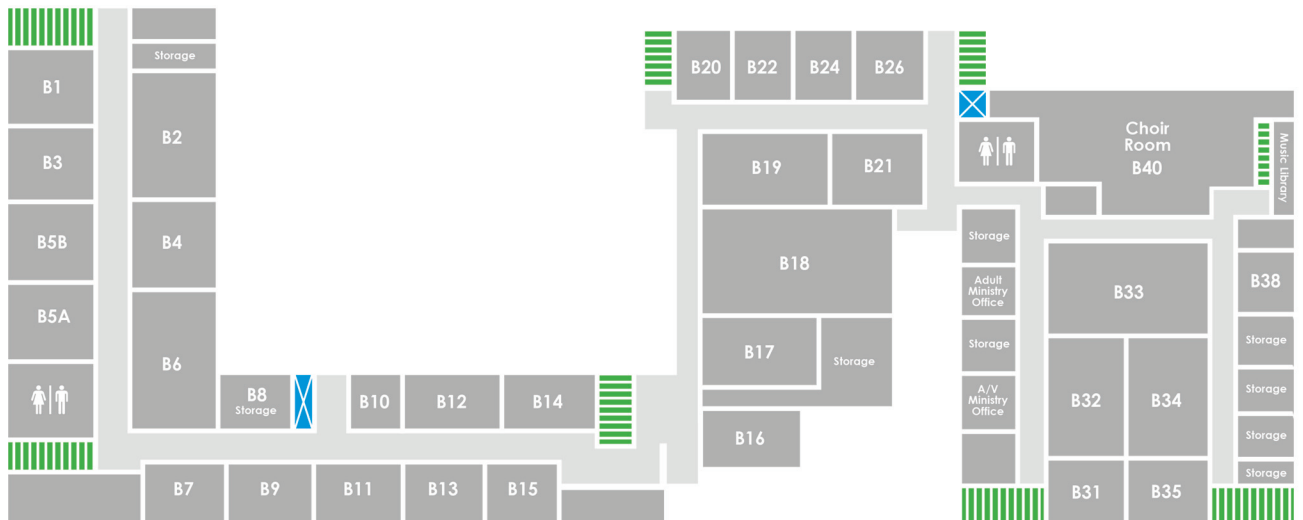 B1
B3
B5B
B5A
Storage
B2
B4
B6
B8
Storage
B10
B12
B14
B7
B9
B11
B13
B15
B20
B22
B24
B26
B19
B21
B18
B17
Storage
B16
Choir
Room
B40
Music Library
Storage
Adult
Ministry
Office
Storage
A/V
Ministry
Office
B33
B32
B34
B31
B35
B38
Storage
Storage
Storage
Storage